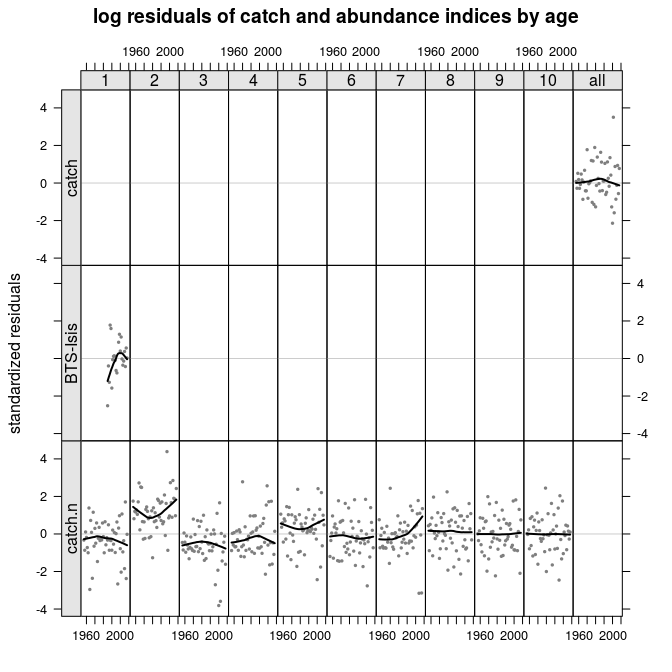 log residuals of catch and abundance indices by age
1960 2000 1960 2000 1960 2000 1960 2000 1960 2000
1 2 3 4 5 6 7 8 9 10 all
4
2
0
-2
-4
catch
4
2
0
-2
-4
BTS-Isis
standardized residuals
4
2
0
-2
-4
catch.n
1960 2000 1960 2000 1960 2000 1960 2000 1960 2000 1960 2000